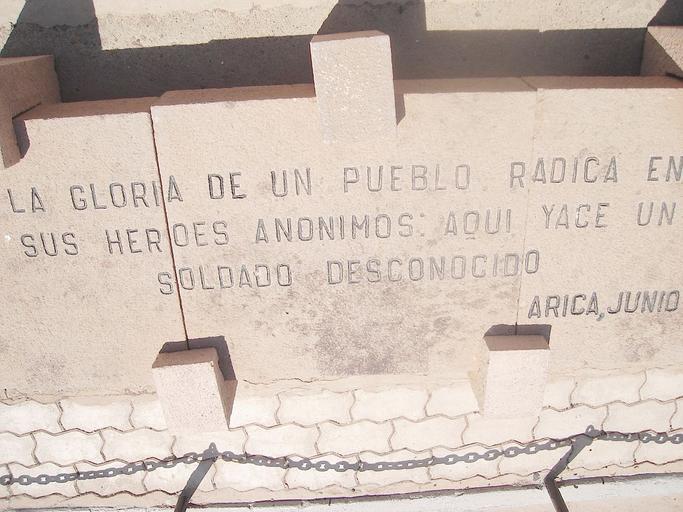 LA GLORIA DE UN PUEBLO RADICA EN
SUS HEROES ANONIMOS: AQUI YACE UN
SOLDADO DESCONOCIDO
ARICA, JUNIO